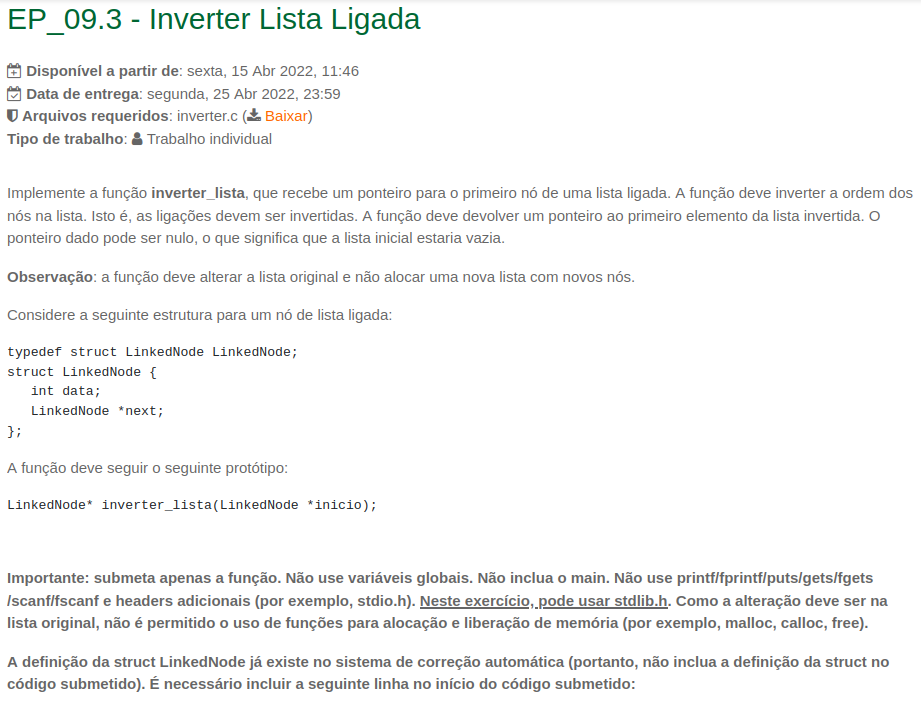 EP_09.3 - Inverter Lista Ligada
Disponível a partir de: sexta, 15 Abr 2022, 11:46
Data de entrega: segunda, 25 Abr 2022, 23:59
Arquivos requeridos: inverter.c ( Baixar)
Tipo de trabalho: Trabalho individual
Implemente a função inverter_lista, que recebe um ponteiro para o primeiro nó de uma lista ligada. A função deve inverter a ordem dos
nós na lista. Isto é, as ligações devem ser invertidas. A função deve devolver um ponteiro ao primeiro elemento da lista invertida. O
ponteiro dado pode ser nulo, o que significa que a lista inicial estaria vazia.
Observação: a função deve alterar a lista original e não alocar uma nova lista com novos nós.
Considere a seguinte estrutura para um nó de lista ligada:
typedef struct LinkedNode LinkedNode;
struct LinkedNode {
   int data;
   LinkedNode *next;
};
A função deve seguir o seguinte protótipo:
LinkedNode* inverter_lista(LinkedNode *inicio);
Importante: submeta apenas a função. Não use variáveis globais. Não inclua o main. Não use printf/fprintf/puts/gets/fgets
/scanf/fscanf e headers adicionais (por exemplo, stdio.h). Neste exercício, pode usar stdlib.h. Como a alteração deve ser na
lista original, não é permitido o uso de funções para alocação e liberação de memória (por exemplo, malloc, calloc, free).
A definição da struct LinkedNode já existe no sistema de correção automática (portanto, não inclua a definição da struct no
código submetido). É necessário incluir a seguinte linha no início do código submetido: